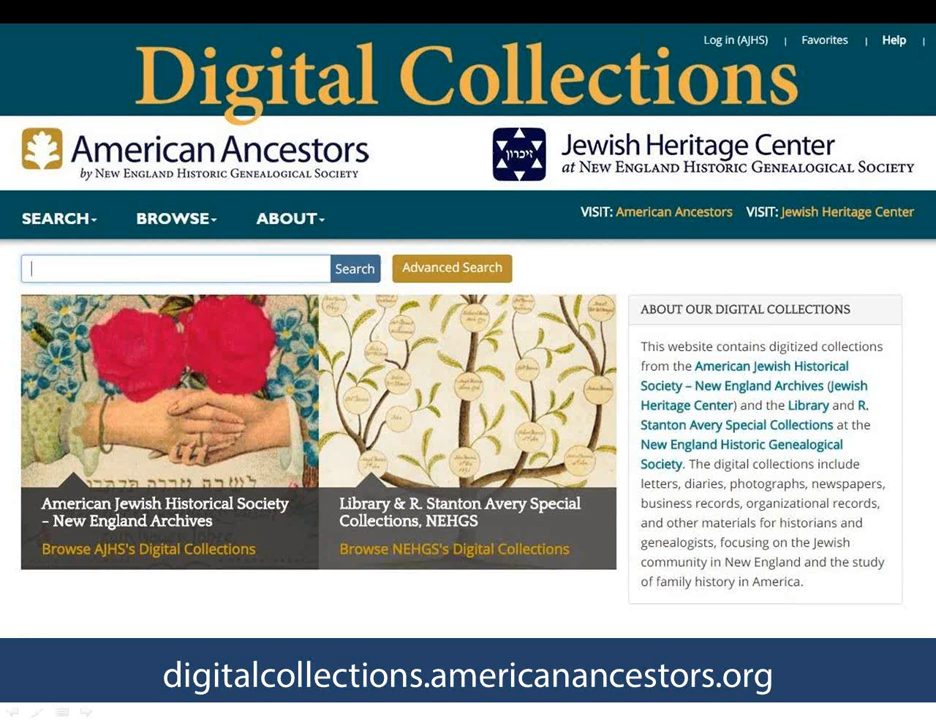 Log in (AJHS) | Favorites | Help |
Digital Collections
American Ancestors
by NEW ENGLAND HISTORIC GENEALOGICAL SOCIETY
זיכרון
Jewish Heritage Center
at NEW ENGLAND HISTORIC GENEALOGICAL SOCIETY
SEARCH BROWSE ABOUT
VISIT: American Ancestors VISIT: Jewish Heritage Center
Search Advanced Search
American Jewish Historical Society
– New England Archives
Browse AJHS's Digital Collections
Library & R. Stanton Avery Special
Collections, NEHGS
Browse NEHGS's Digital Collections
ABOUT OUR DIGITAL COLLECTIONS
This website contains digitized collections
from the American Jewish Historical
Society – New England Archives (Jewish
Heritage Center) and the Library and R.
Stanton Avery Special Collections at the
New England Historic Genealogical
Society. The digital collections include
letters, diaries, photographs, newspapers,
business records, organizational records,
and other materials for historians and
genealogists, focusing on the Jewish
community in New England and the study
of family history in America.
digitalcollections.americanancestors.org